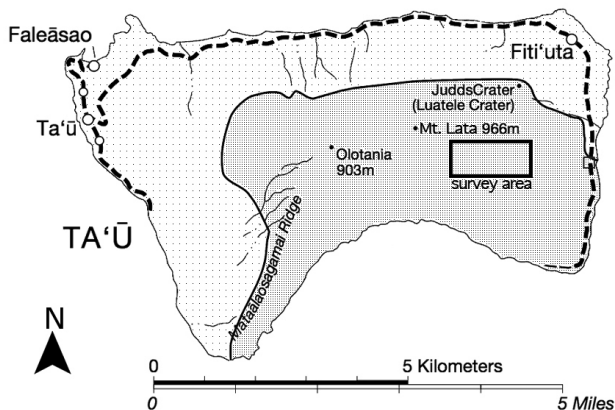 Faleāsao
Fiti‘uta
JuddsCrater
(Luatele Crater)
Ta‘ū
Mt. Lata 966m
Olotania
903m
survey area
TA‘Ū
Mataālaosagamai Ridge
N
0
5 Kilometers
0
5 Miles